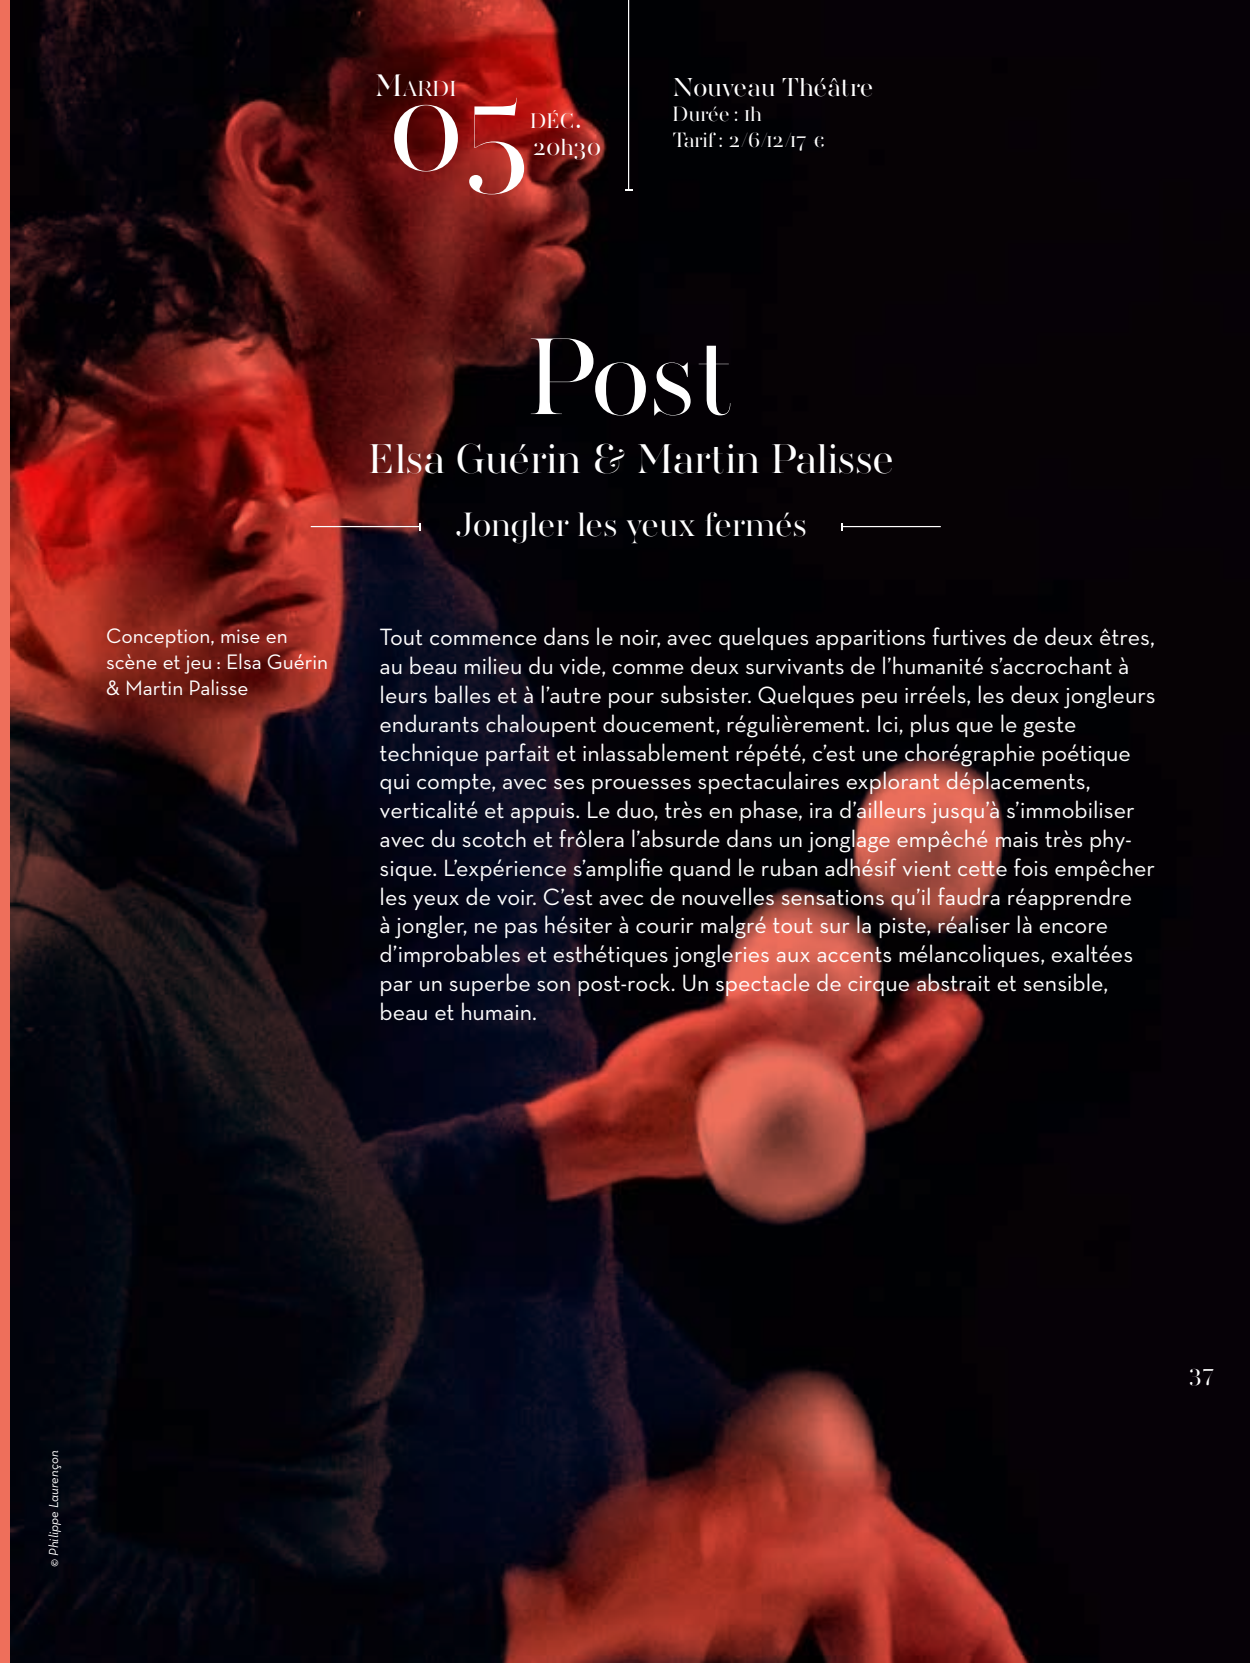 Mardi
05
déc.
20h30
Nouveau Théâtre
Durée : 1h
Tarif : 2/6/12/17 €
Post
Elsa Guérin & Martin Palisse
Jongler les yeux fermés
Conception, mise en
scène et jeu : Elsa Guérin
& Martin Palisse
Tout commence dans le noir, avec quelques apparitions furtives de deux êtres,
au beau milieu du vide, comme deux survivants de l’humanité s’accrochant à
leurs balles et à l’autre pour subsister. Quelques peu irréels, les deux jongleurs
endurants chaloupent doucement, régulièrement. Ici, plus que le geste
technique parfait et inlassablement répété, c’est une chorégraphie poétique
qui compte, avec ses prouesses spectaculaires explorant déplacements,
verticalité et appuis. Le duo, très en phase, ira d’ailleurs jusqu’à s’immobiliser
avec du scotch et frôlera l’absurde dans un jonglage empêché mais très phy-
sique. L’expérience s’amplifie quand le ruban adhésif vient cette fois empêcher
les yeux de voir. C’est avec de nouvelles sensations qu’il faudra réapprendre
à jongler, ne pas hésiter à courir malgré tout sur la piste, réaliser là encore
d’improbables et esthétiques jongleries aux accents mélancoliques, exaltées
par un superbe son post-rock. Un spectacle de cirque abstrait et sensible,
beau et humain.
37
© Philippe Laurençon